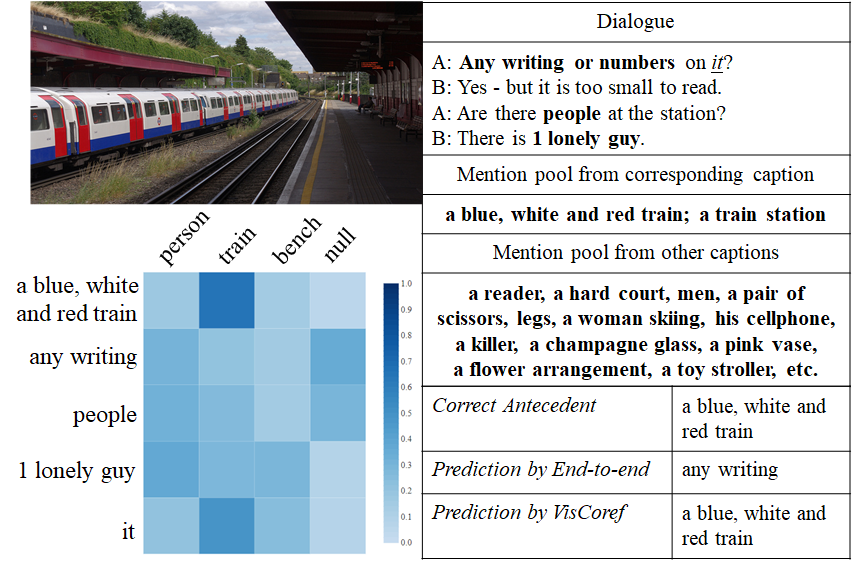 Dialogue
A: Any writing or numbers on it?
B: Yes - but it is too small to read.
A: Are there people at the station?
B: There is 1 lonely guy.
Mention pool from corresponding caption
a blue, white and red train; a train station
Mention pool from other captions
a reader, a hard court, men, a pair of
scissors, legs, a woman skiing, his cellphone,
a killer, a champagne glass, a pink vase,
a flower arrangement, a toy stroller, etc.
Correct Antecedent
a blue, white and
red train
Prediction by End-to-end
any writing
Prediction by VisCoref
a blue, white and
red train
person
train
bench
null
a blue, white
and red train
any writing
people
1 lonely guy
it
1.0
0.9
0.8
0.7
0.6
0.5
0.4
0.3
0.2
0.1
0.0